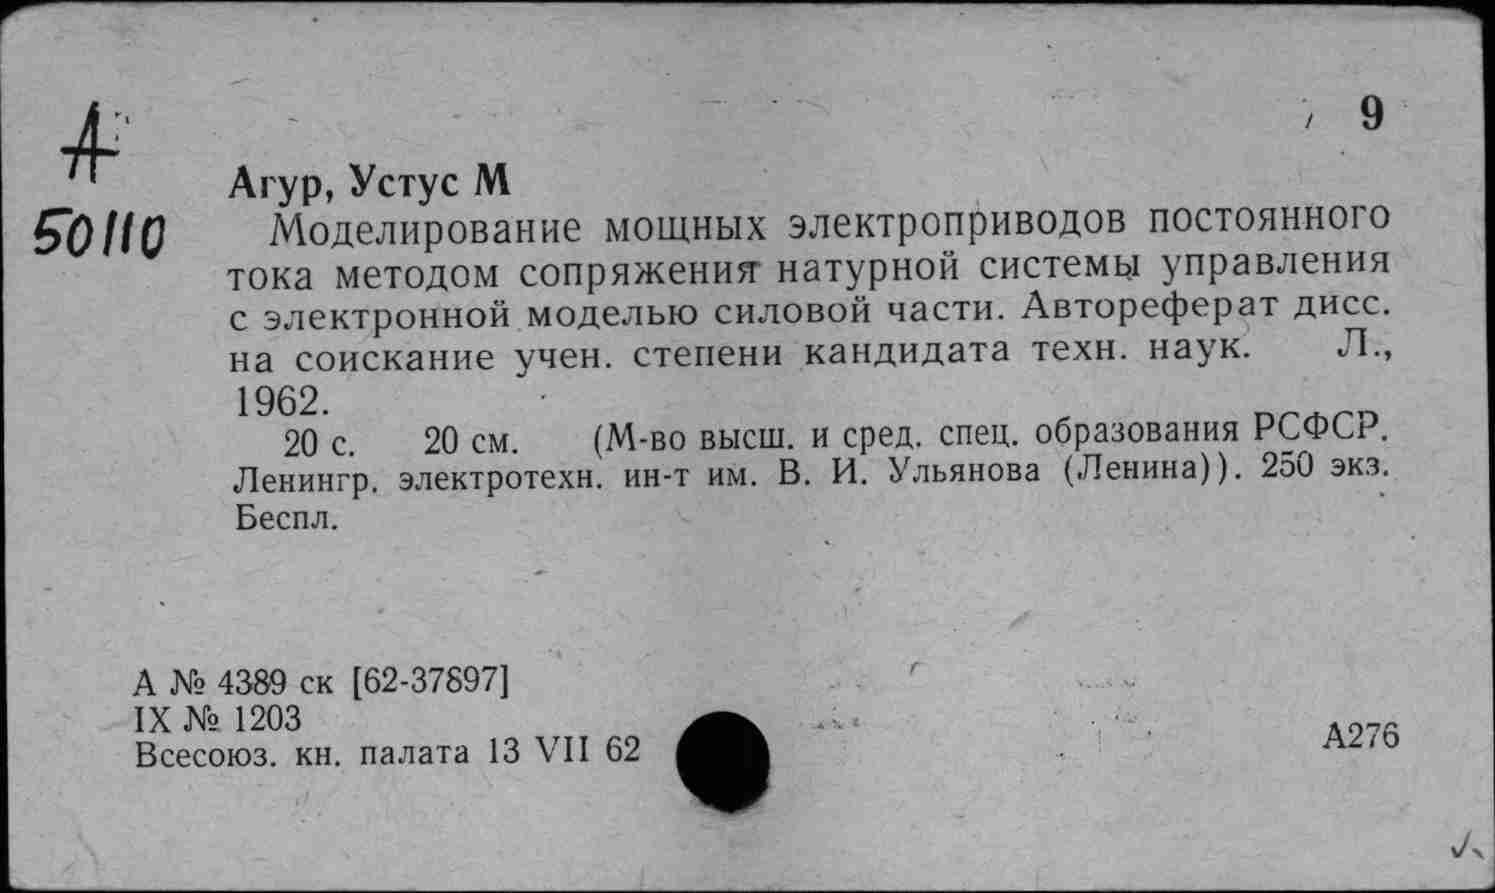 9
А
50110
Агур, Устус М
Моделирование мощных электроприводов постоянного
тока методом сопряжения натурной системы управления
с электронной моделью силовой части. Автореферат дисс.
на соискание учен. степени кандидата техн. наук. Л.,
1962.
20 с. 20 см. (М-во высш. и сред. спец. образования РСФСР.
Ленингр. электротехн. ин-т им. В. И. Ульянова (Ленина)). 250 экз.
Беспл.
А № 4389 ск [62-37897]
IX № 1203
Всесоюз. кн. палата 13 VII 62
А276